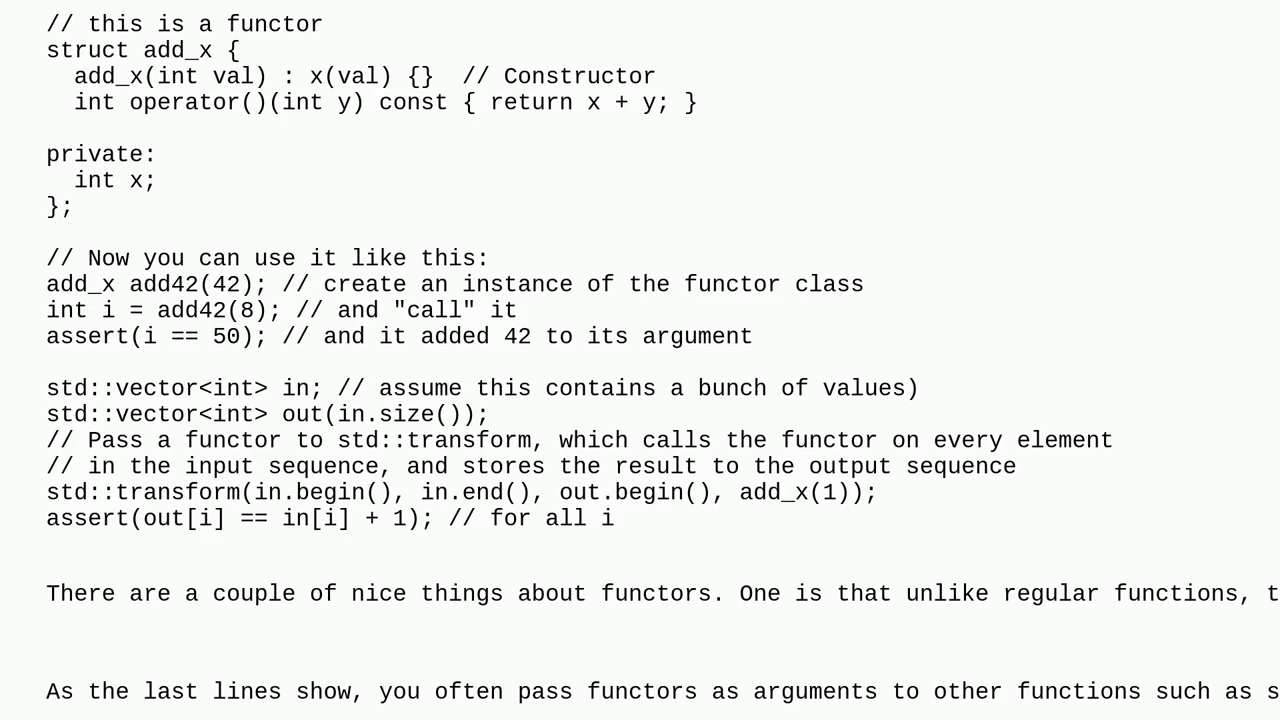 // this is a functor
struct add_x {
  add_x(int val) : x(val) {}  // Constructor
  int operator()(int y) const { return x + y; }

private:
  int x;
};

// Now you can use it like this:
add_x add42(42); // create an instance of the functor class
int i = add42(8); // and "call" it
assert(i == 50); // and it added 42 to its argument

std::vector<int> in; // assume this contains a bunch of values)
std::vector<int> out(in.size());
// Pass a functor to std::transform, which calls the functor on every element
// in the input sequence, and stores the result to the output sequence
std::transform(in.begin(), in.end(), out.begin(), add_x(1));
assert(out[i] == in[i] + 1); // for all i

There are a couple of nice things about functors. One is that unlike regular functions, t

As the last lines show, you often pass functors as arguments to other functions such as s